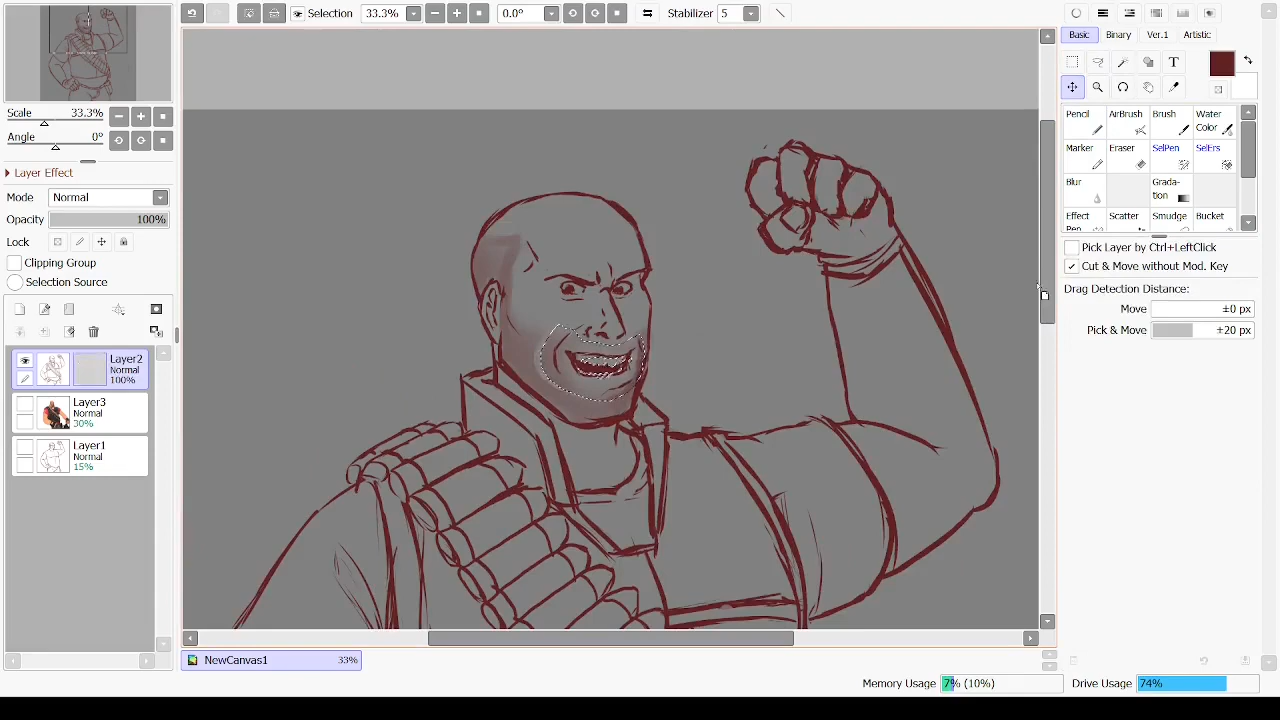 Selection
33.3%
0.0°
Stabilizer 5
Scale 33.3%
Angle 0°
Layer Effect
Mode Normal
Opacity 100%
Lock
Clipping Group
Selection Source
Layer2
Normal
100%
Layer3
Normal
30%
Layer1
Normal
15%
NewCanvas1 33%
Basic Binary Ver.1 Artistic
T
Pencil AirBrush Brush Water
Color
Marker Eraser SelPen SelErs
Blur Grada-
tion
Effect Scatter Smudge Bucket
Pen
Pick Layer by Ctrl+LeftClick
Cut & Move without Mod. Key
Drag Detection Distance:
Move ±0 px
Pick & Move ±20 px
Memory Usage 7% (10%) Drive Usage 74%